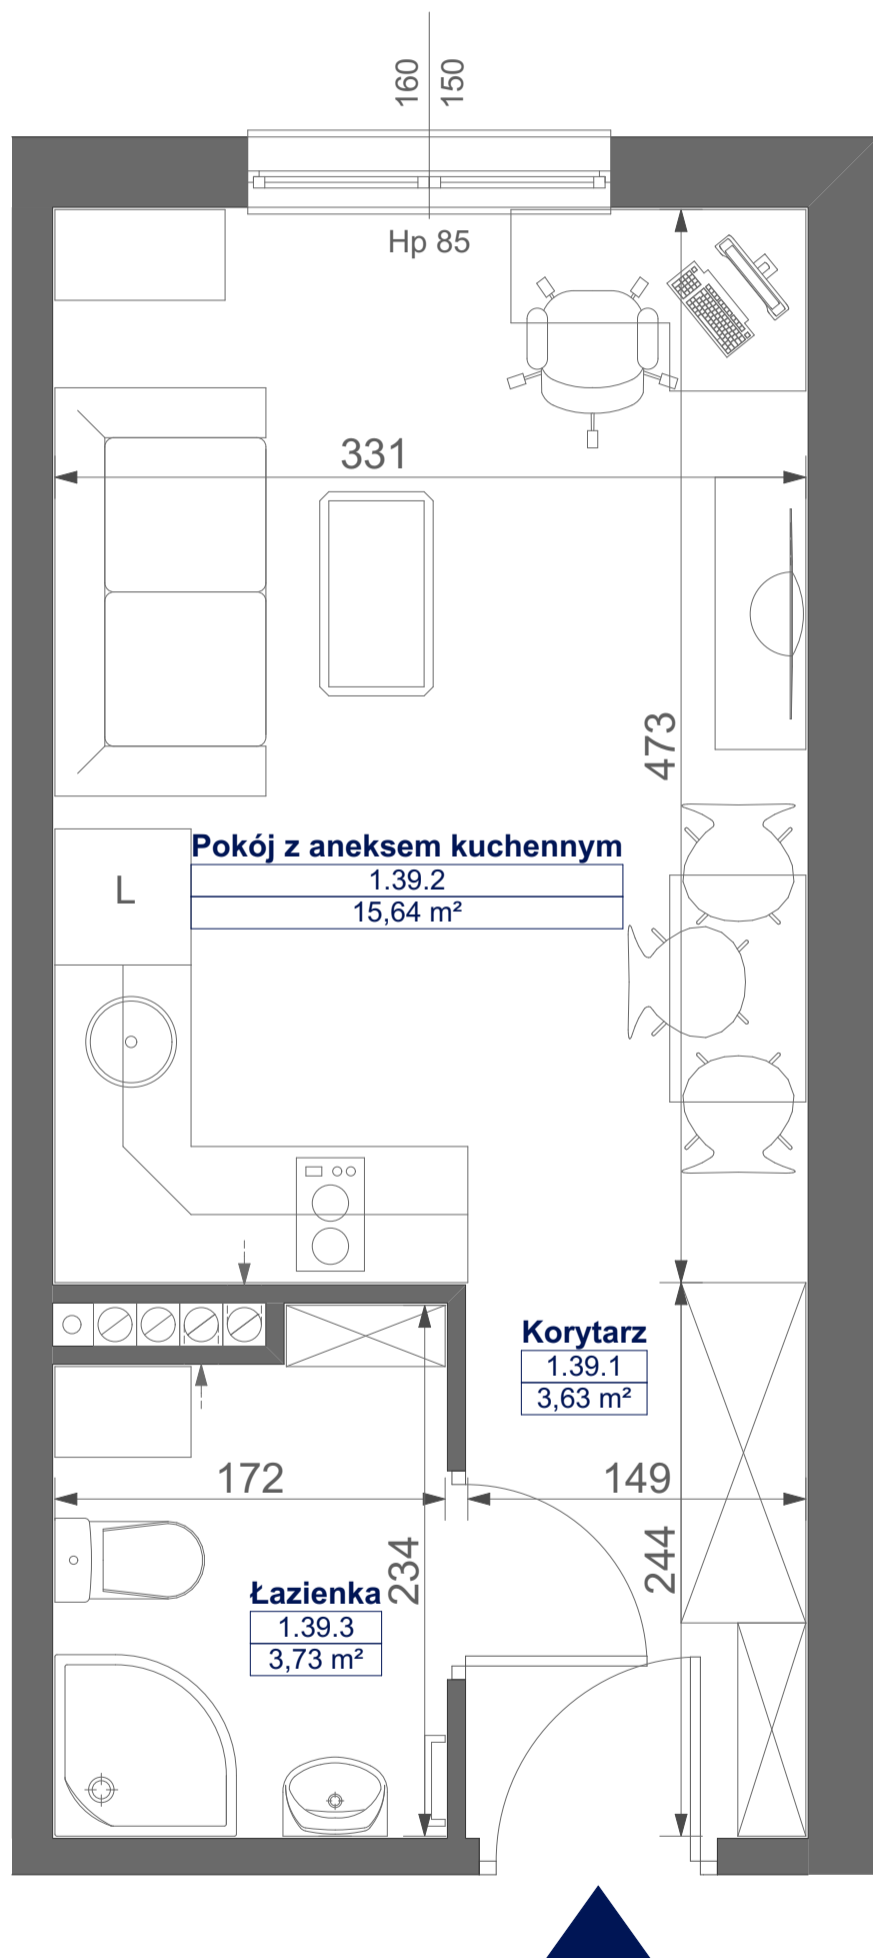 160
150
Hp 85
331
473
Pokój z aneksem kuchennym
1.39.2
15,64 m²
L
Korytarz
1.39.1
3,63 m²
172
149
234
244
Łazienka
1.39.3
3,73 m²